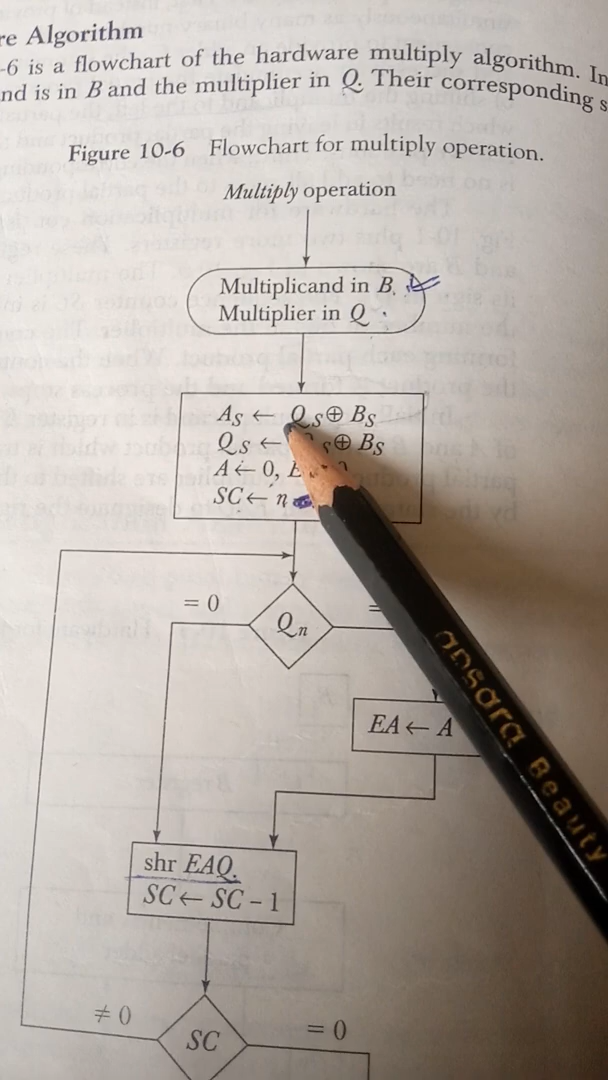 re Algorithm
-6 is a flowchart of the hardware multiply algorithm. In
nd is in B and the multiplier in Q. Their corresponding s
Figure 10-6 Flowchart for multiply operation.
Multiply operation
Multiplicand in B.
Multiplier in Q
As ← Qs ⊕ Bs
Qs ← s ⊕ Bs
A ← 0, E
SC ← n
= 0
Qn
=
EA ← A
shr EAQ.
SC ← SC - 1
≠ 0
SC
= 0
ansara Beauty